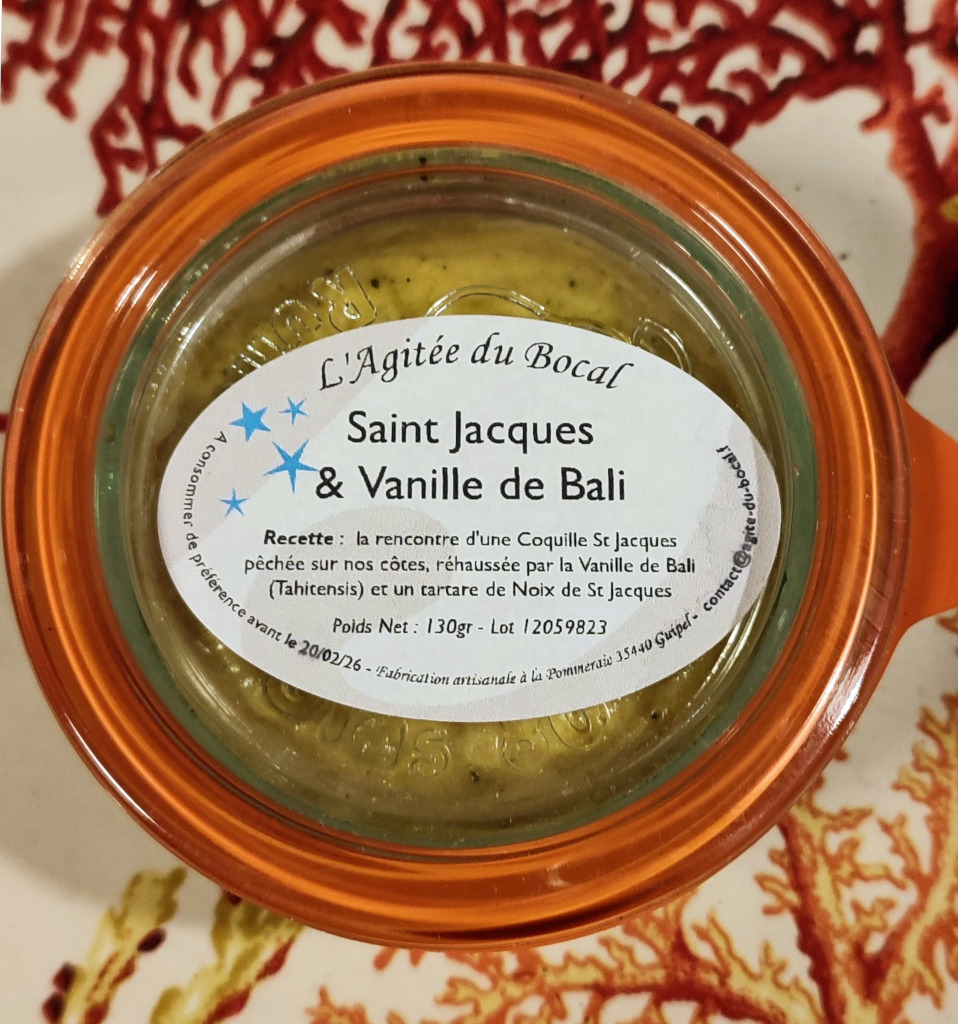 L'Agitée du Bocal
Saint Jacques
& Vanille de Bali
Recette : la rencontre d'une Coquille St Jacques
pêchée sur nos côtes, réhaussée par la Vanille de Bali
(Tahitensis) et un tartare de Noix de St Jacques
Poids Net : 130gr - Lot 12059823
A consommer de préférence avant le 20/02/26 - Fabrication artisanale à la Pommeraie 35440 Guipel - contact@agite-du-bocal.f